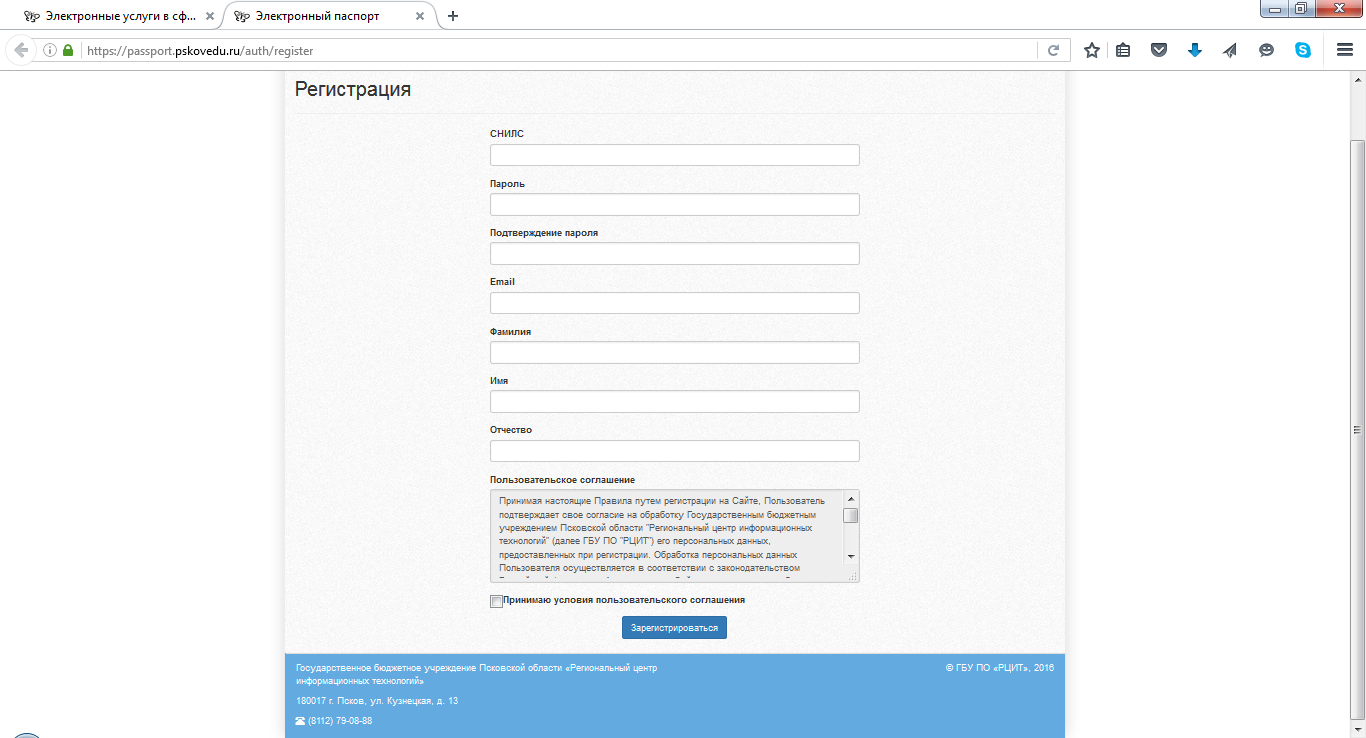 Электронные услуги в сф...
Электронный паспорт
https://passport.pskovedu.ru/auth/register
Регистрация
СНИЛС
Пароль
Подтверждение пароля
Email
Фамилия
Имя
Отчество
Пользовательское соглашение
Принимая настоящие Правила путем регистрации на Сайте, Пользователь
подтверждает свое согласие на обработку Государственным бюджетным
учреждением Псковской области "Региональный центр информационных
технологий" (далее ГБУ ПО "РЦИТ") его персональных данных,
предоставленных при регистрации. Обработка персональных данных
Пользователя осуществляется в соответствии с законодательством
Принимаю условия пользовательского соглашения
Зарегистрироваться
Государственное бюджетное учреждение Псковской области «Региональный центр
информационных технологий»
© ГБУ ПО «РЦИТ», 2016
180017 г. Псков, ул. Кузнецкая, д. 13
(8112) 79-08-88